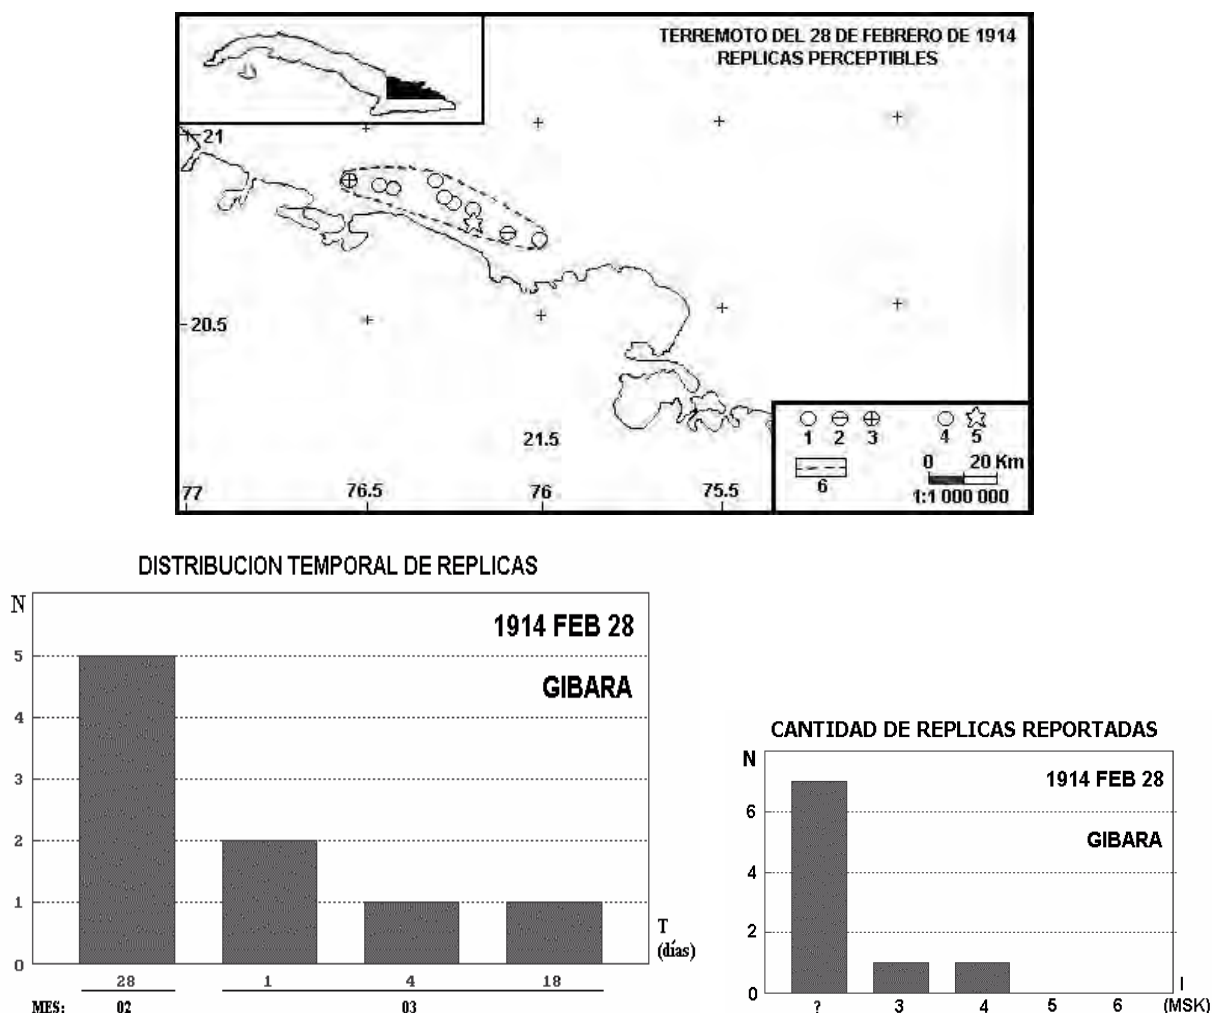 TERREMOTO DEL 28 DE FEBRERO DE 1914
REPLICAS PERCEPTIBLES
21
20.5
21.5
77
76.5
76
75.5
1 2 3 4 5
6
0 20 Km
1:1 000 000
DISTRIBUCION TEMPORAL DE REPLICAS
N
1914 FEB 28
GIBARA
5
4
3
2
1
0
T
(días)
28 1 4 18
MES: 02 03
CANTIDAD DE REPLICAS REPORTADAS
N
1914 FEB 28
GIBARA
6
4
2
0
? 3 4 5 6
I
(MSK)